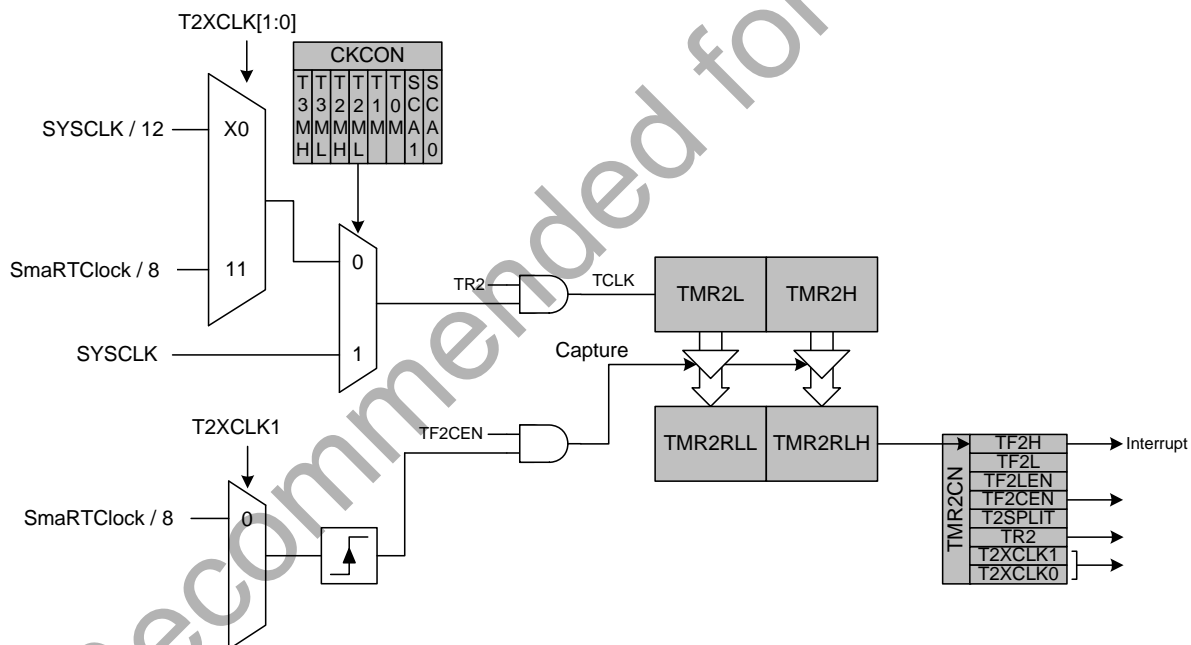 T2XCLK[1:0]
CKCON
T3MH T3ML T2MH T2ML T1M T0M SCA1 SCA0
SYSCLK / 12
X0
SmaRTClock / 8
11
0
SYSCLK
1
TR2
TCLK
TMR2L
TMR2H
Capture
T2XCLK1
TF2CEN
TMR2RLL
TMR2RLH
SmaRTClock / 8
0
TMR2CN
TF2H
Interrupt
TF2L
TF2LEN
TF2CEN
T2SPLIT
TR2
T2XCLK1
T2XCLK0
ecommended for